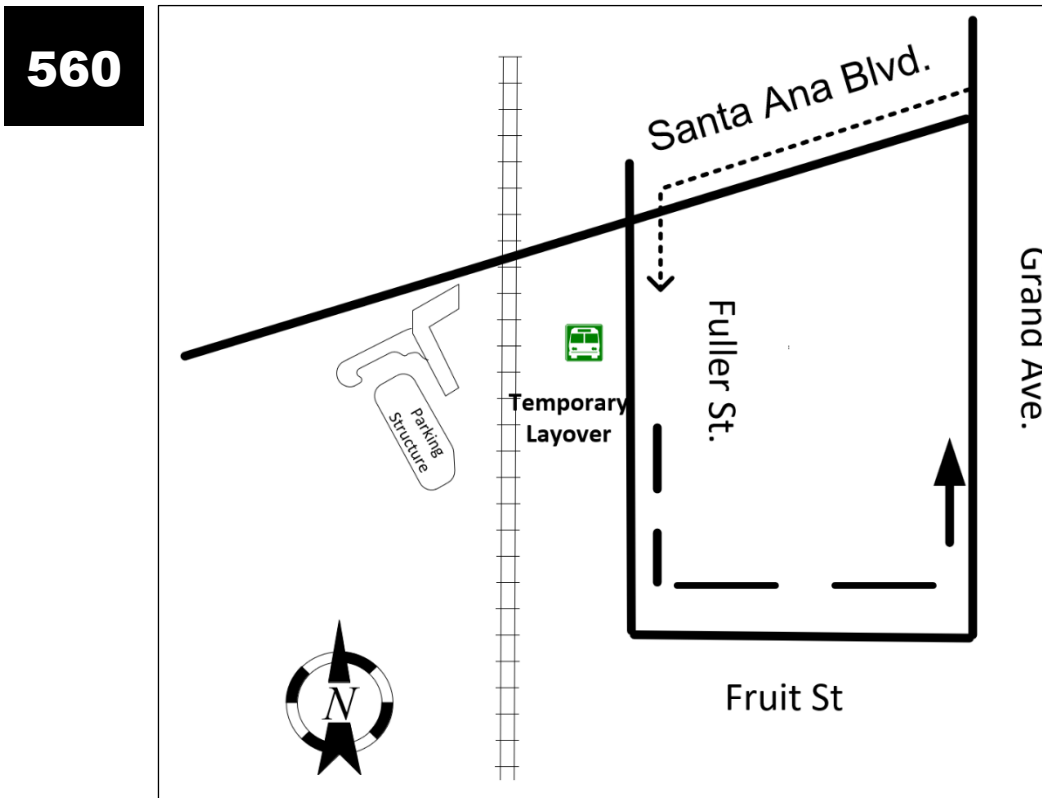 560
Santa Ana Blvd.
Grand Ave.
Fuller St.
Temporary
Layover
Parking
Structure
Fruit St
N